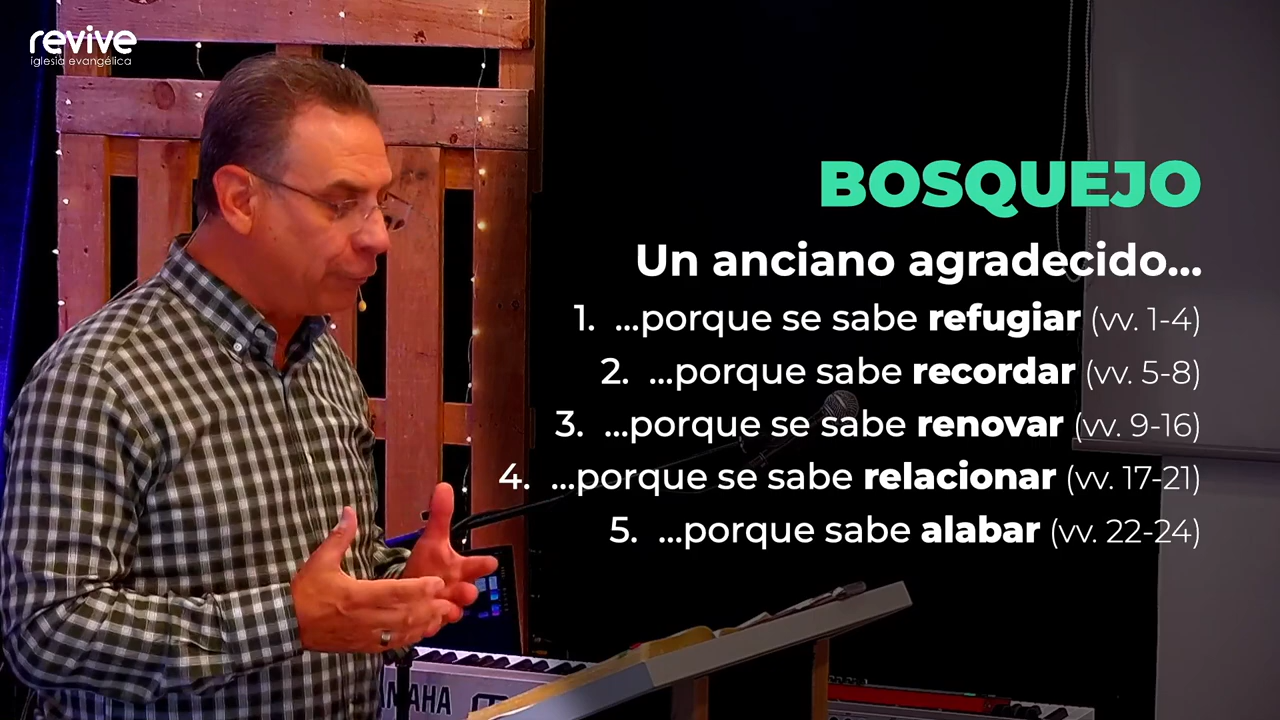 revive
iglesia evangélica
BOSQUEJO
Un anciano agradecido...
1. ...porque se sabe refugiar (vv. 1-4)
2. ...porque sabe recordar (vv. 5-8)
3. ...porque se sabe renovar (vv. 9-16)
4. ...porque se sabe relacionar (vv. 17-21)
5. ...porque sabe alabar (vv. 22-24)
AMAHA